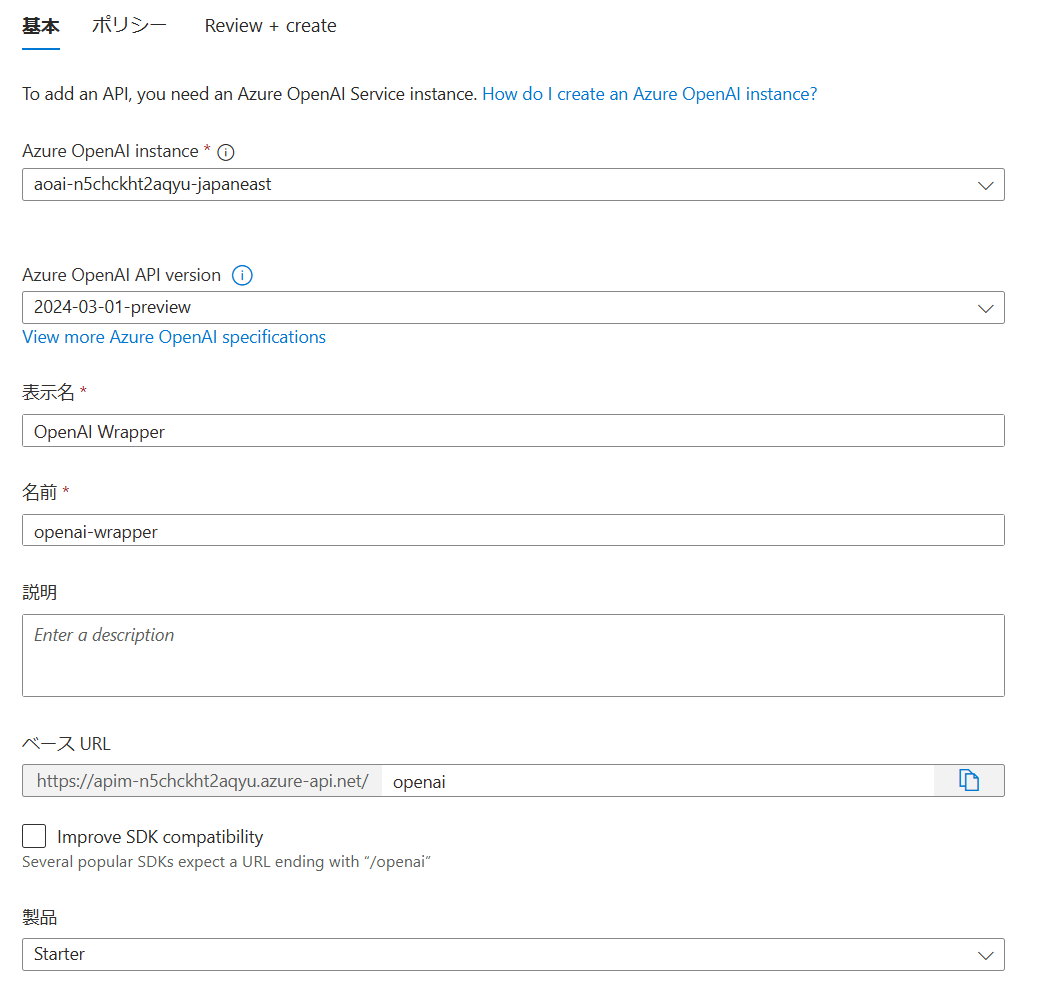 基本 ポリシー Review + create
To add an API, you need an Azure OpenAI Service instance. How do I create an Azure OpenAI instance?
Azure OpenAI instance *
aoai-n5chckht2aqyu-japaneast
Azure OpenAI API version
2024-03-01-preview
View more Azure OpenAI specifications
表示名 *
OpenAI Wrapper
名前 *
openai-wrapper
説明
Enter a description
ベース URL
https://apim-n5chckht2aqyu.azure-api.net/ openai
Improve SDK compatibility
Several popular SDKs expect a URL ending with “/openai”
製品
Starter